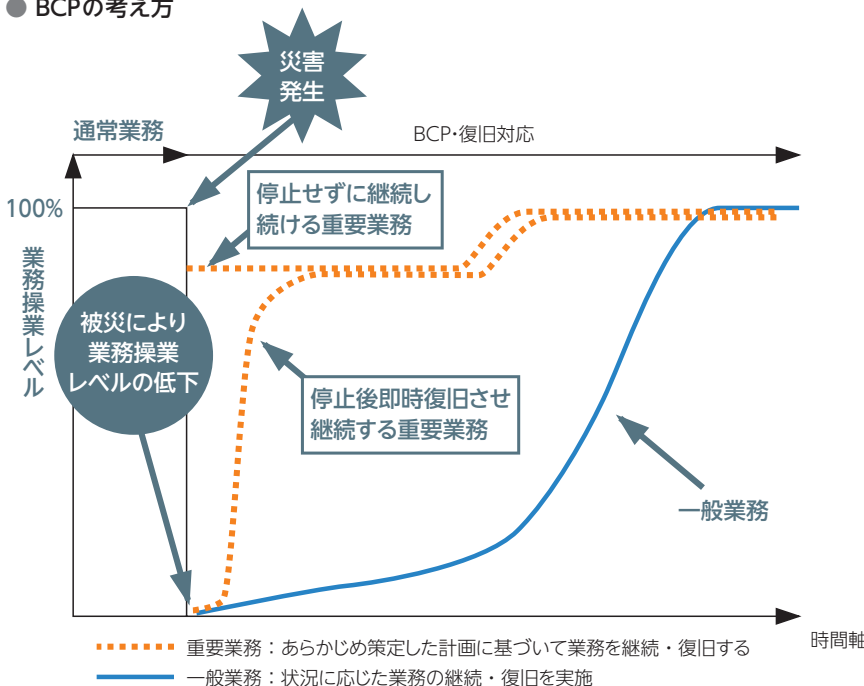 ● BCPの考え方
災害
発生
通常業務
BCP・復旧対応
100%
停止せずに継続し
続ける重要業務
業務操業レベル
被災により
業務操業
レベルの低下
停止後即時復旧させ
継続する重要業務
一般業務
時間軸
重要業務：あらかじめ策定した計画に基づいて業務を継続・復旧する
一般業務：状況に応じた業務の継続・復旧を実施